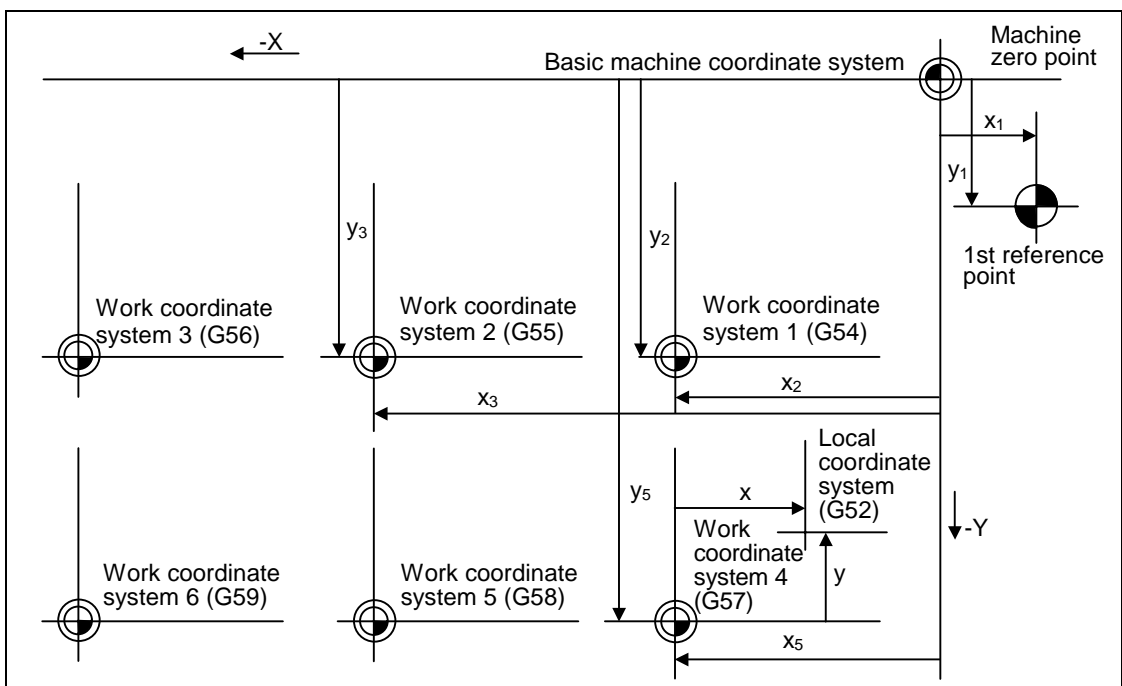 -X
Machine
zero point
Basic machine coordinate system
x₁
y₁
1st reference
point
y₃
y₂
Work coordinate
system 3 (G56)
Work coordinate
system 2 (G55)
Work coordinate
system 1 (G54)
x₃
x₂
Local
coordinate
system
(G52)
y₅
x
-Y
Work
coordinate
system 4
(G57)
y
Work coordinate
system 6 (G59)
Work coordinate
system 5 (G58)
x₅